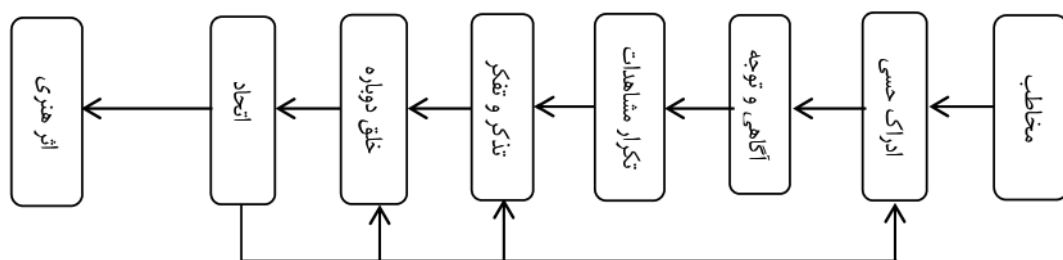 مخاطب
ادراک حسی
آگاهی و توجه
تکرار مشاهدات
تذکر و تفکر
خلق دوباره
اتحاد
اثر هنری